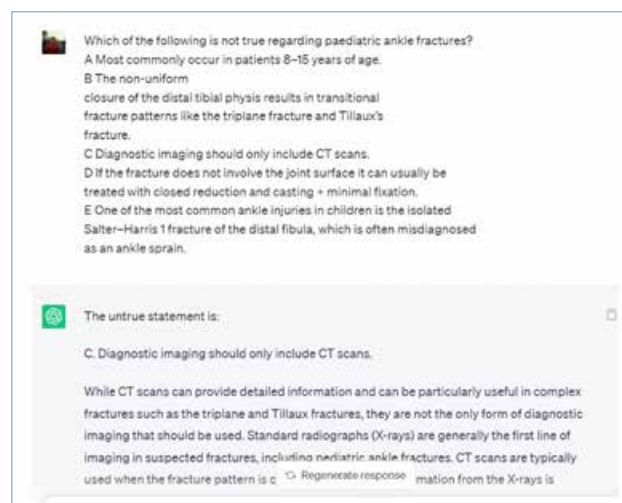 Which of the following is not true regarding paediatric ankle fractures?
A Most commonly occur in patients 8–15 years of age.
B The non-uniform
closure of the distal tibial physis results in transitional
fracture patterns like the triplane fracture and Tillaux's
fracture.
C Diagnostic imaging should only include CT scans.
D If the fracture does not involve the joint surface it can usually be
treated with closed reduction and casting + minimal fixation.
E One of the most common ankle injuries in children is the isolated
Salter–Harris 1 fracture of the distal fibula, which is often misdiagnosed
as an ankle sprain.
The untrue statement is:
C. Diagnostic imaging should only include CT scans.
While CT scans can provide detailed information and can be particularly useful in complex
fractures such as the triplane and Tillaux fractures, they are not the only form of diagnostic
imaging that should be used. Standard radiographs (X-rays) are generally the first line of
imaging in suspected fractures, including pediatric ankle fractures. CT scans are typically
used when the fracture pattern is Regenerate response mation from the X-rays is